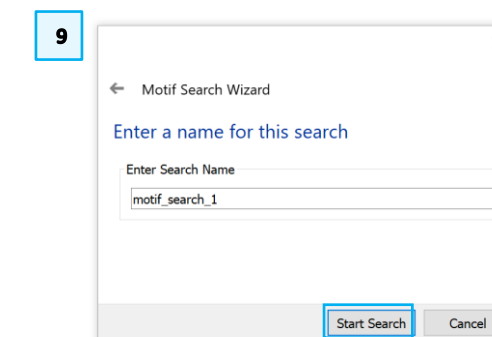 9
← Motif Search Wizard
Enter a name for this search
Enter Search Name
motif_search_1
Start Search Cancel